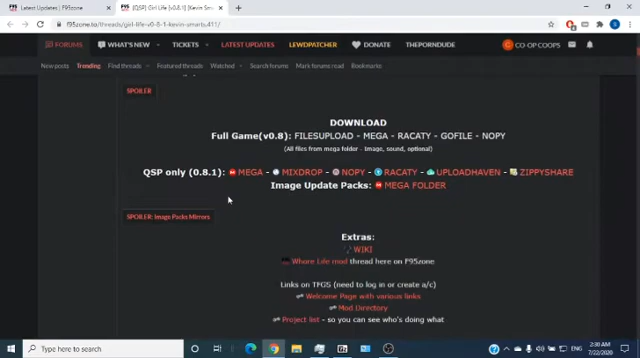 Latest Updates | F95zone
[QSP] Girl Life [v0.8.1] [Kevin Smarts
f95zone.to/threads/girl-life-v0-8-1-kevin-smarts.411/
FORUMS WHAT'S NEW TICKETS LATEST UPDATES LEWDPATCHER DONATE THEPORNDUDE CO-OP COOPS
New posts Trending Find threads Featured threads Watched Search forums Mark forums read Bookmarks
SPOILER
DOWNLOAD
Full Game(v0.8): FILESUPLOAD - MEGA - RACATY - GOFILE - NOPY
(All files from mega folder - Image, sound, optional)
QSP only (0.8.1): MEGA - MIXDROP - NOPY - RACATY - UPLOADHAVEN - ZIPPYSHARE
Image Update Packs: MEGA FOLDER
SPOILER: Image Packs Mirrors
Extras:
WIKI
Whore Life mod thread here on F95zone
Links on TFGS (need to log in or create a/c)
Welcome Page with various links
Mod Directory
Project list - so you can see who's doing what
Type here to search
ENG
2:30 AM
7/22/2020